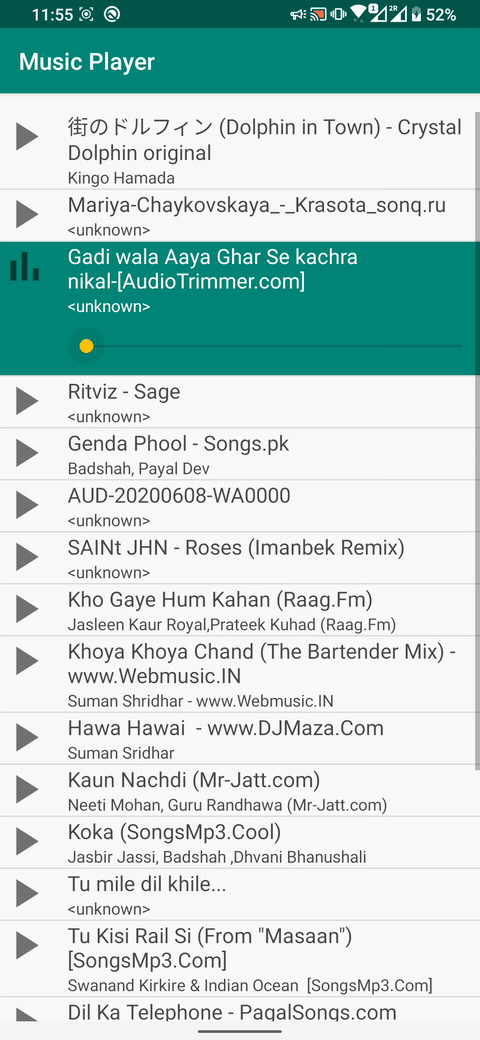 11:55 1 2R 52%
Music Player
街のドルフィン (Dolphin in Town) - Crystal
Dolphin original
Kingo Hamada
Mariya-Chaykovskaya_-_Krasota_sonq.ru
<unknown>
Gadi wala Aaya Ghar Se kachra
nikal-[AudioTrimmer.com]
<unknown>
Ritviz - Sage
<unknown>
Genda Phool - Songs.pk
Badshah, Payal Dev
AUD-20200608-WA0000
<unknown>
SAINt JHN - Roses (Imanbek Remix)
<unknown>
Kho Gaye Hum Kahan (Raag.Fm)
Jasleen Kaur Royal,Prateek Kuhad (Raag.Fm)
Khoya Khoya Chand (The Bartender Mix) -
www.Webmusic.IN
Suman Shridhar - www.Webmusic.IN
Hawa Hawai  - www.DJMaza.Com
Suman Sridhar
Kaun Nachdi (Mr-Jatt.com)
Neeti Mohan, Guru Randhawa (Mr-Jatt.com)
Koka (SongsMp3.Cool)
Jasbir Jassi, Badshah ,Dhvani Bhanushali
Tu mile dil khile...
<unknown>
Tu Kisi Rail Si (From "Masaan")
[SongsMp3.Com]
Swanand Kirkire & Indian Ocean  [SongsMp3.Com]
Dil Ka Telephone - PagalSongs.com